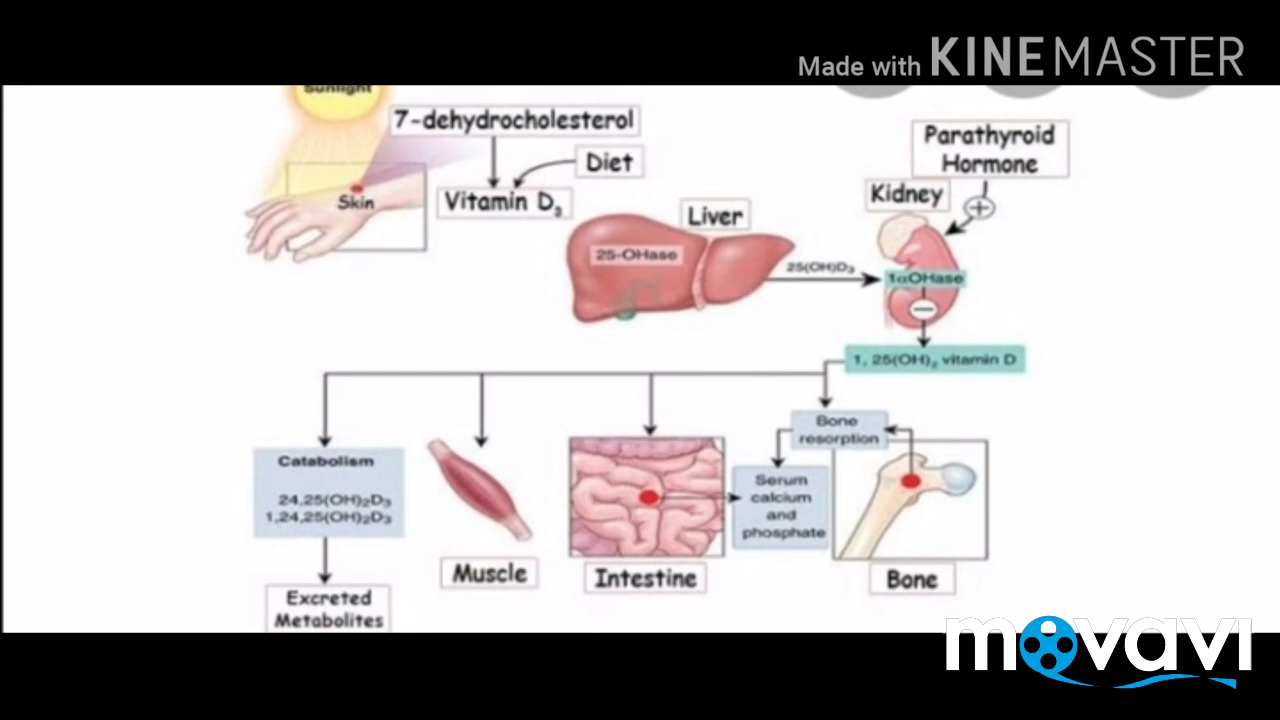 Made with KINEMASTER
Sunlight
7-dehydrocholesterol
Diet
Vitamin D₃
Skin
Liver
25-OHase
25(OH)D₃
Parathyroid
Hormone
Kidney
+
1αOHase
−
1, 25(OH)₂ vitamin D
Catabolism
24,25(OH)₂D₃
1,24,25(OH)₂D₃
Excreted
Metabolites
Muscle
Intestine
Bone
resorption
Serum
calcium
and
phosphate
Bone
movavi